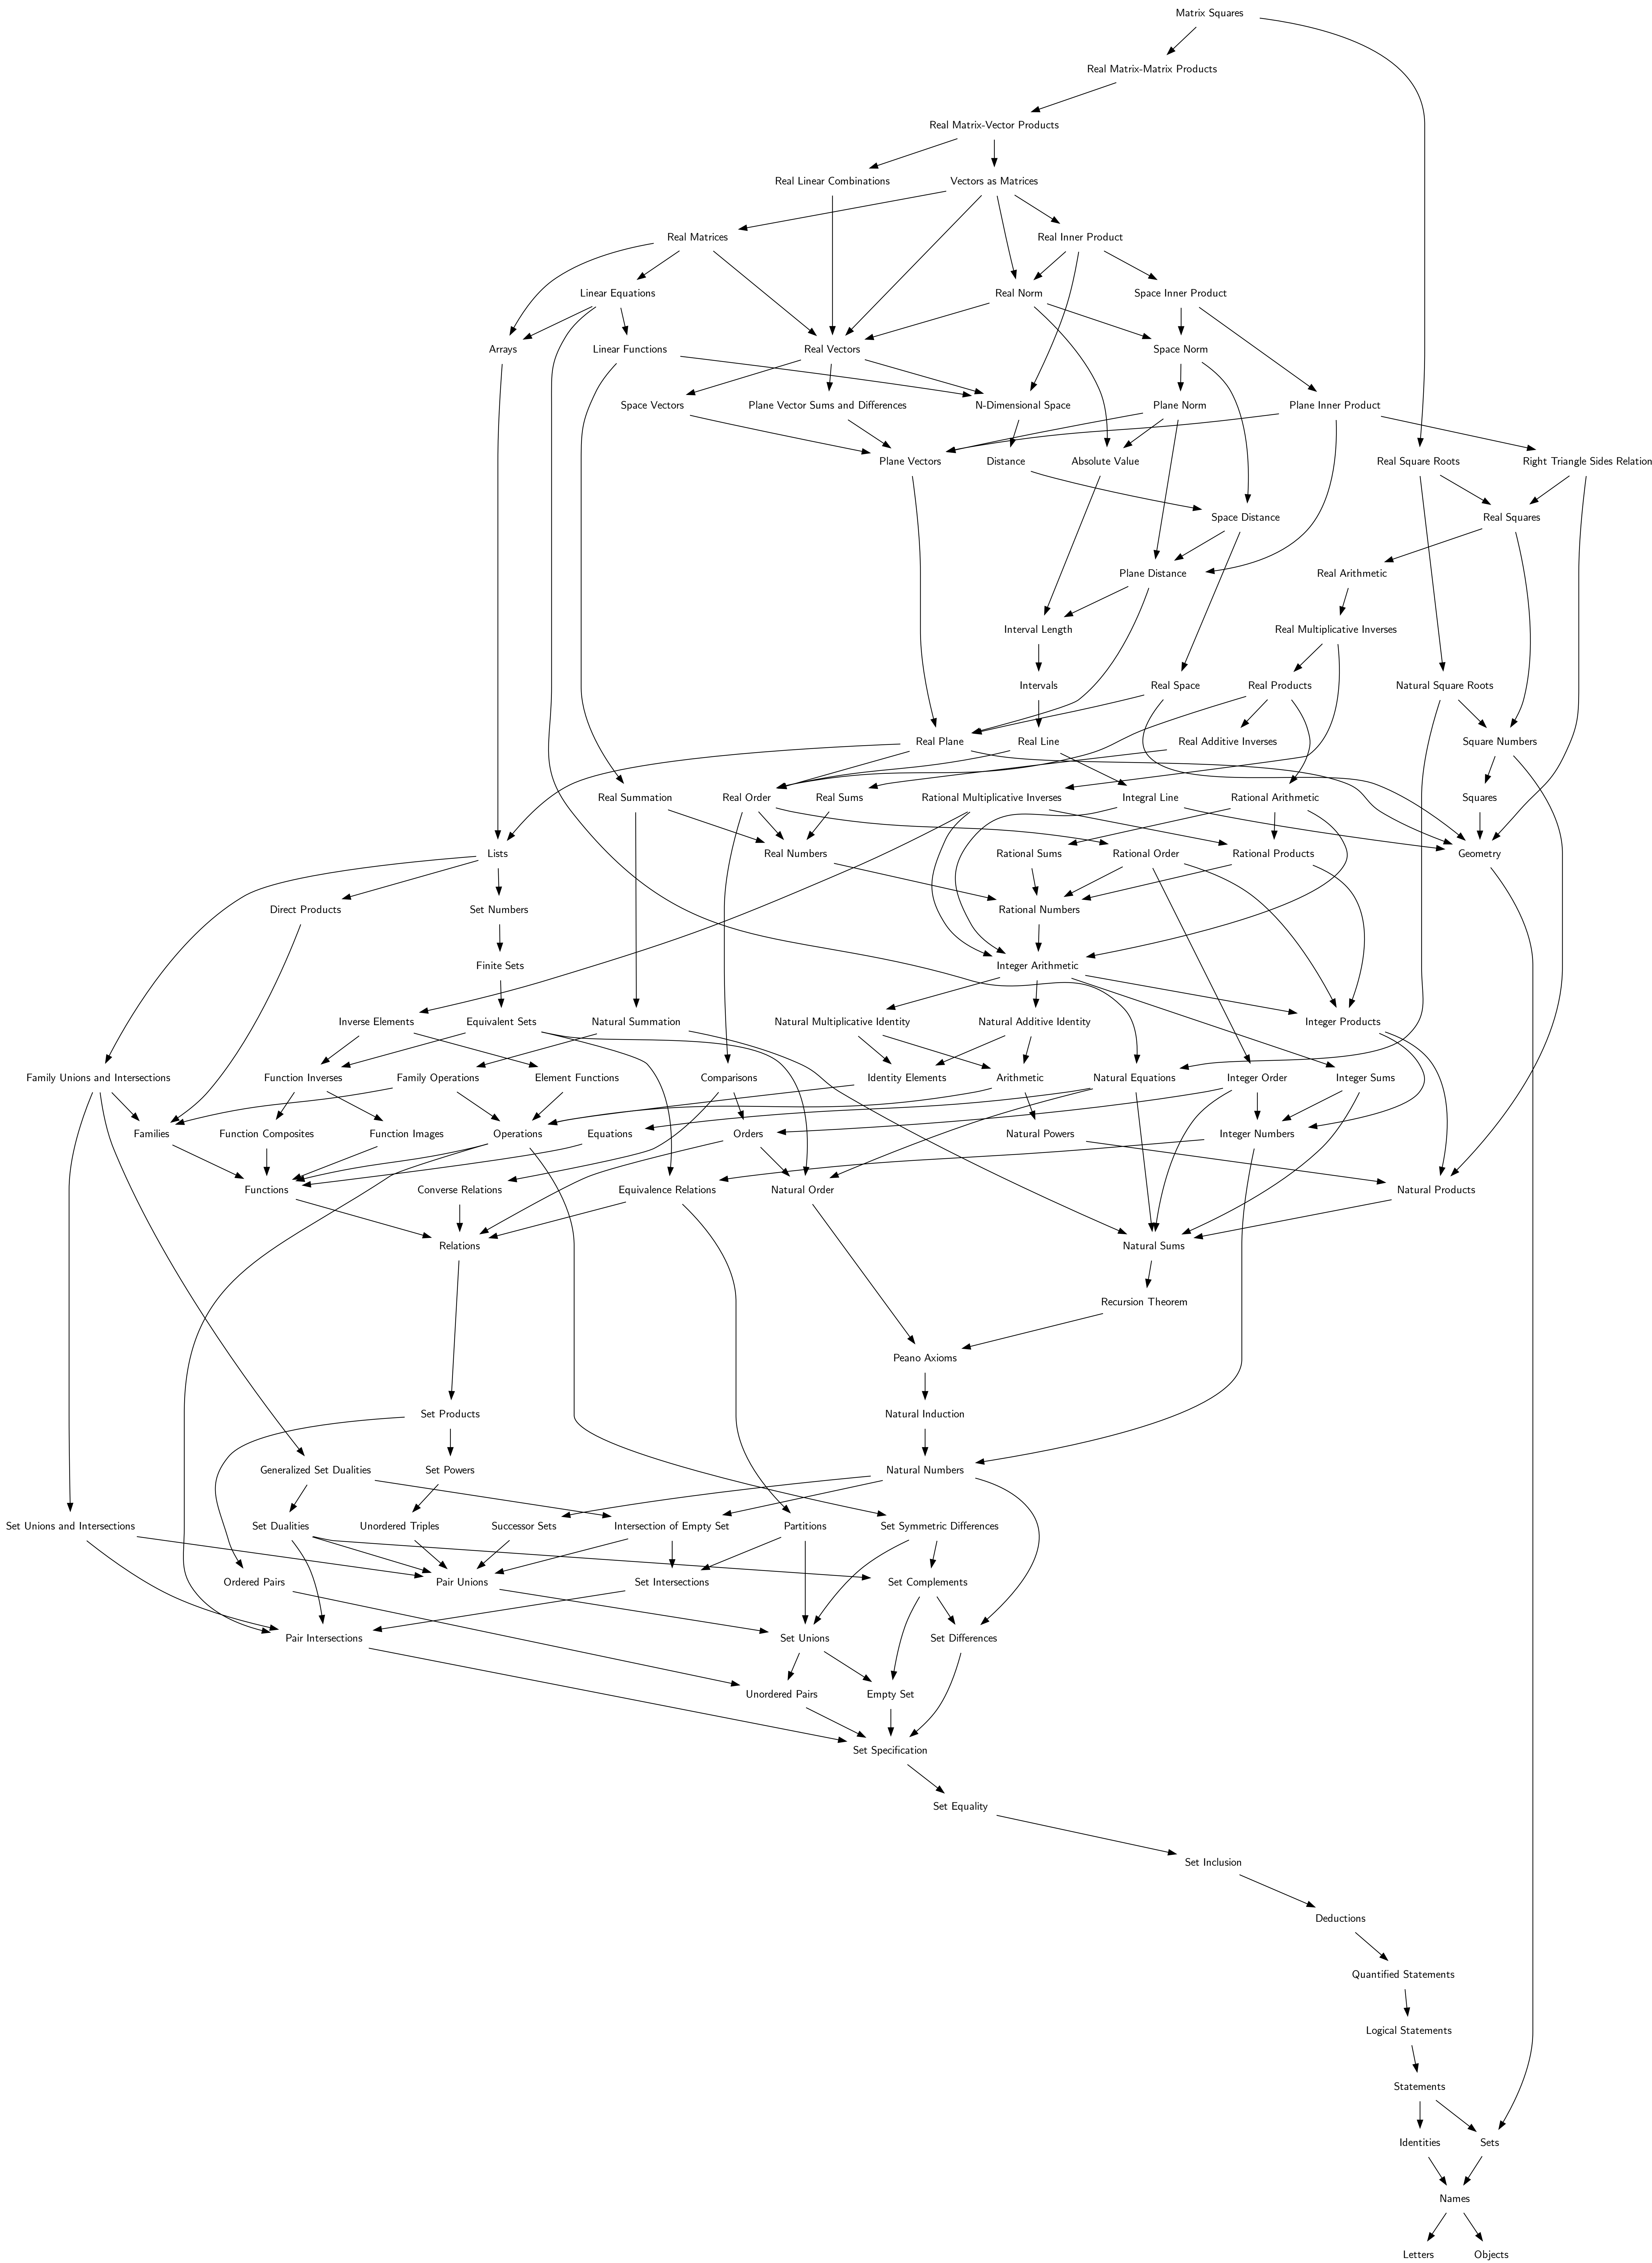 Matrix Squares
Real Matrix-Matrix Products
Real Matrix-Vector Products
Real Linear Combinations
Vectors as Matrices
Real Matrices
Real Inner Product
Linear Equations
Real Norm
Space Inner Product
Arrays
Linear Functions
Real Vectors
Space Norm
Space Vectors
Plane Vector Sums and Differences
N-Dimensional Space
Plane Norm
Plane Inner Product
Plane Vectors
Distance
Absolute Value
Real Square Roots
Right Triangle Sides Relation
Space Distance
Real Squares
Plane Distance
Real Arithmetic
Interval Length
Real Multiplicative Inverses
Intervals
Real Space
Real Products
Natural Square Roots
Real Plane
Real Line
Real Additive Inverses
Square Numbers
Real Summation
Real Order
Real Sums
Rational Multiplicative Inverses
Integral Line
Rational Arithmetic
Squares
Lists
Real Numbers
Rational Sums
Rational Order
Rational Products
Geometry
Direct Products
Set Numbers
Rational Numbers
Finite Sets
Integer Arithmetic
Inverse Elements
Equivalent Sets
Natural Summation
Natural Multiplicative Identity
Natural Additive Identity
Integer Products
Family Unions and Intersections
Function Inverses
Family Operations
Element Functions
Comparisons
Identity Elements
Arithmetic
Natural Equations
Integer Order
Integer Sums
Families
Function Composites
Function Images
Operations
Equations
Orders
Natural Powers
Integer Numbers
Functions
Converse Relations
Equivalence Relations
Natural Order
Natural Products
Relations
Natural Sums
Recursion Theorem
Peano Axioms
Set Products
Natural Induction
Generalized Set Dualities
Set Powers
Natural Numbers
Set Unions and Intersections
Set Dualities
Unordered Triples
Successor Sets
Intersection of Empty Set
Partitions
Set Symmetric Differences
Ordered Pairs
Pair Unions
Set Intersections
Set Complements
Pair Intersections
Set Unions
Set Differences
Unordered Pairs
Empty Set
Set Specification
Set Equality
Set Inclusion
Deductions
Quantified Statements
Logical Statements
Statements
Identities
Sets
Names
Letters
Objects